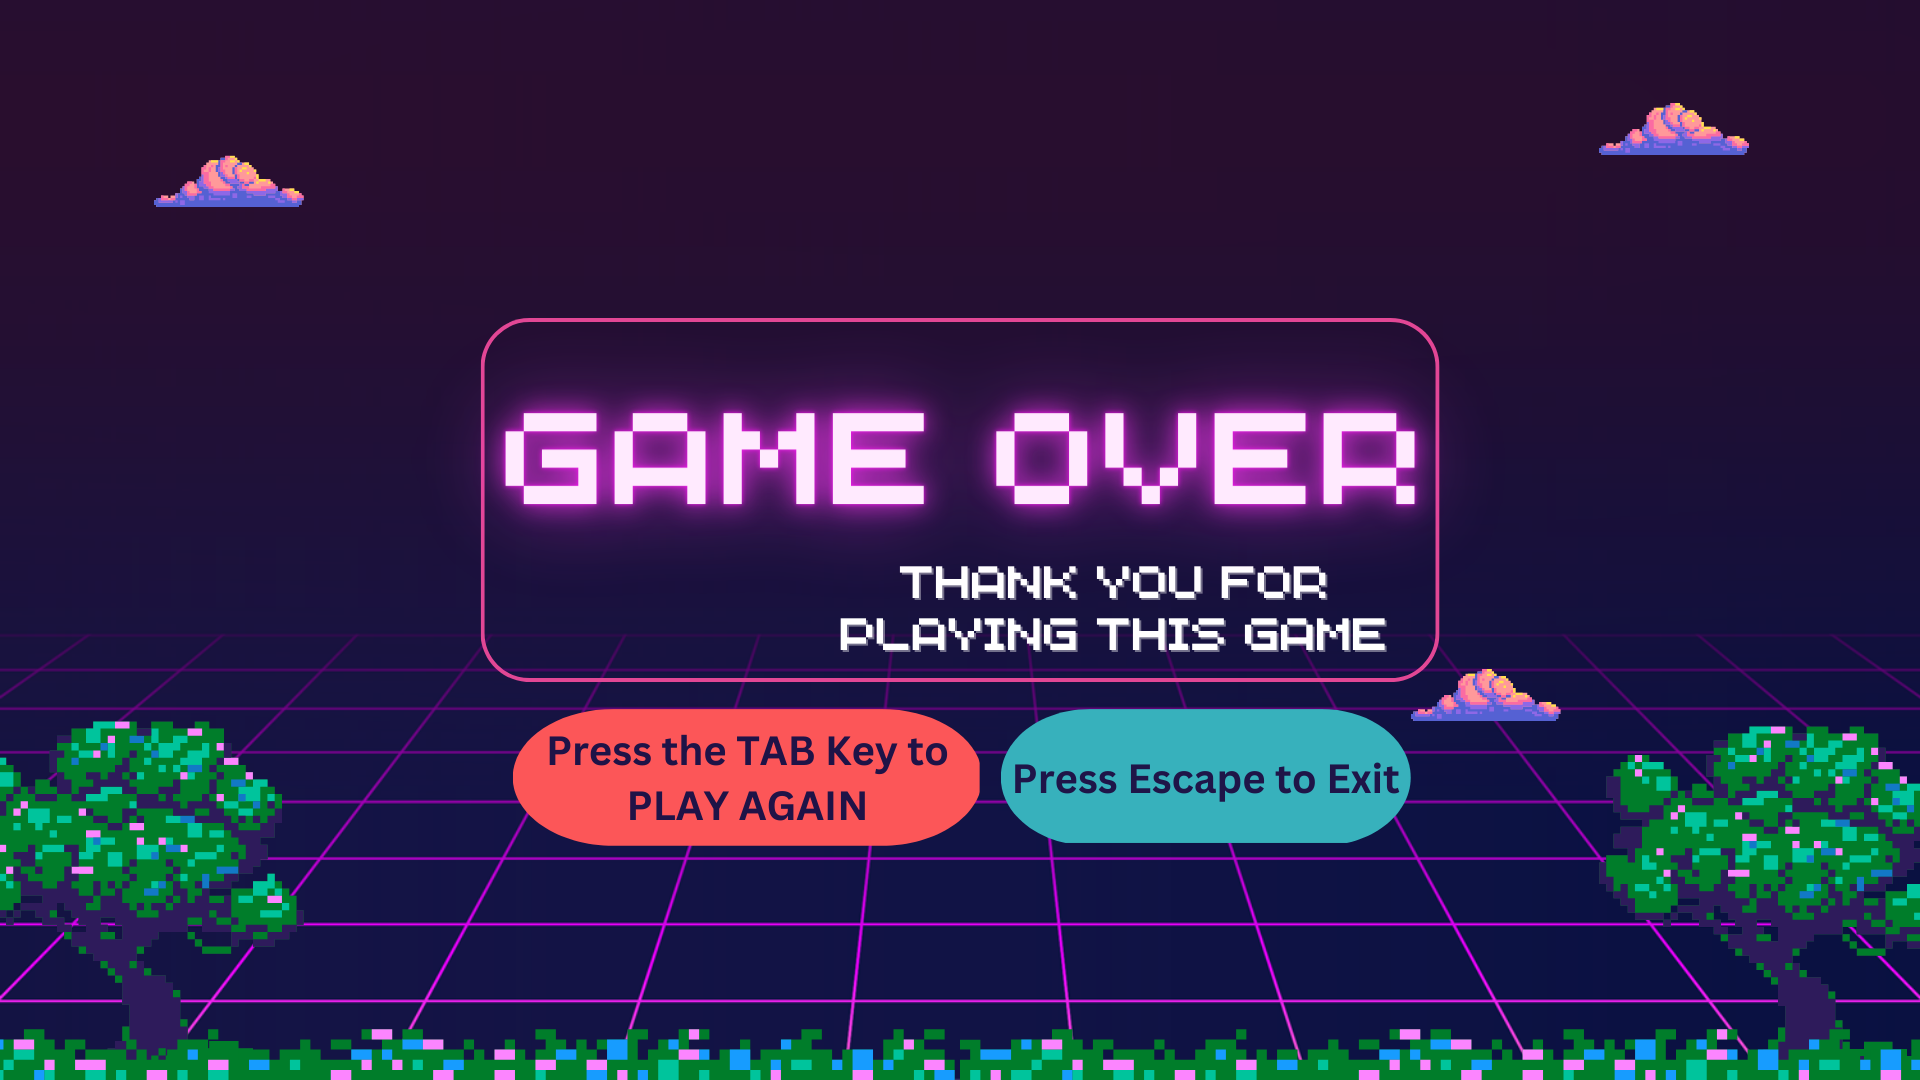 GAME OVER
THANK YOU FOR
PLAYING THIS GAME
Press the TAB Key to
PLAY AGAIN
Press Escape to Exit